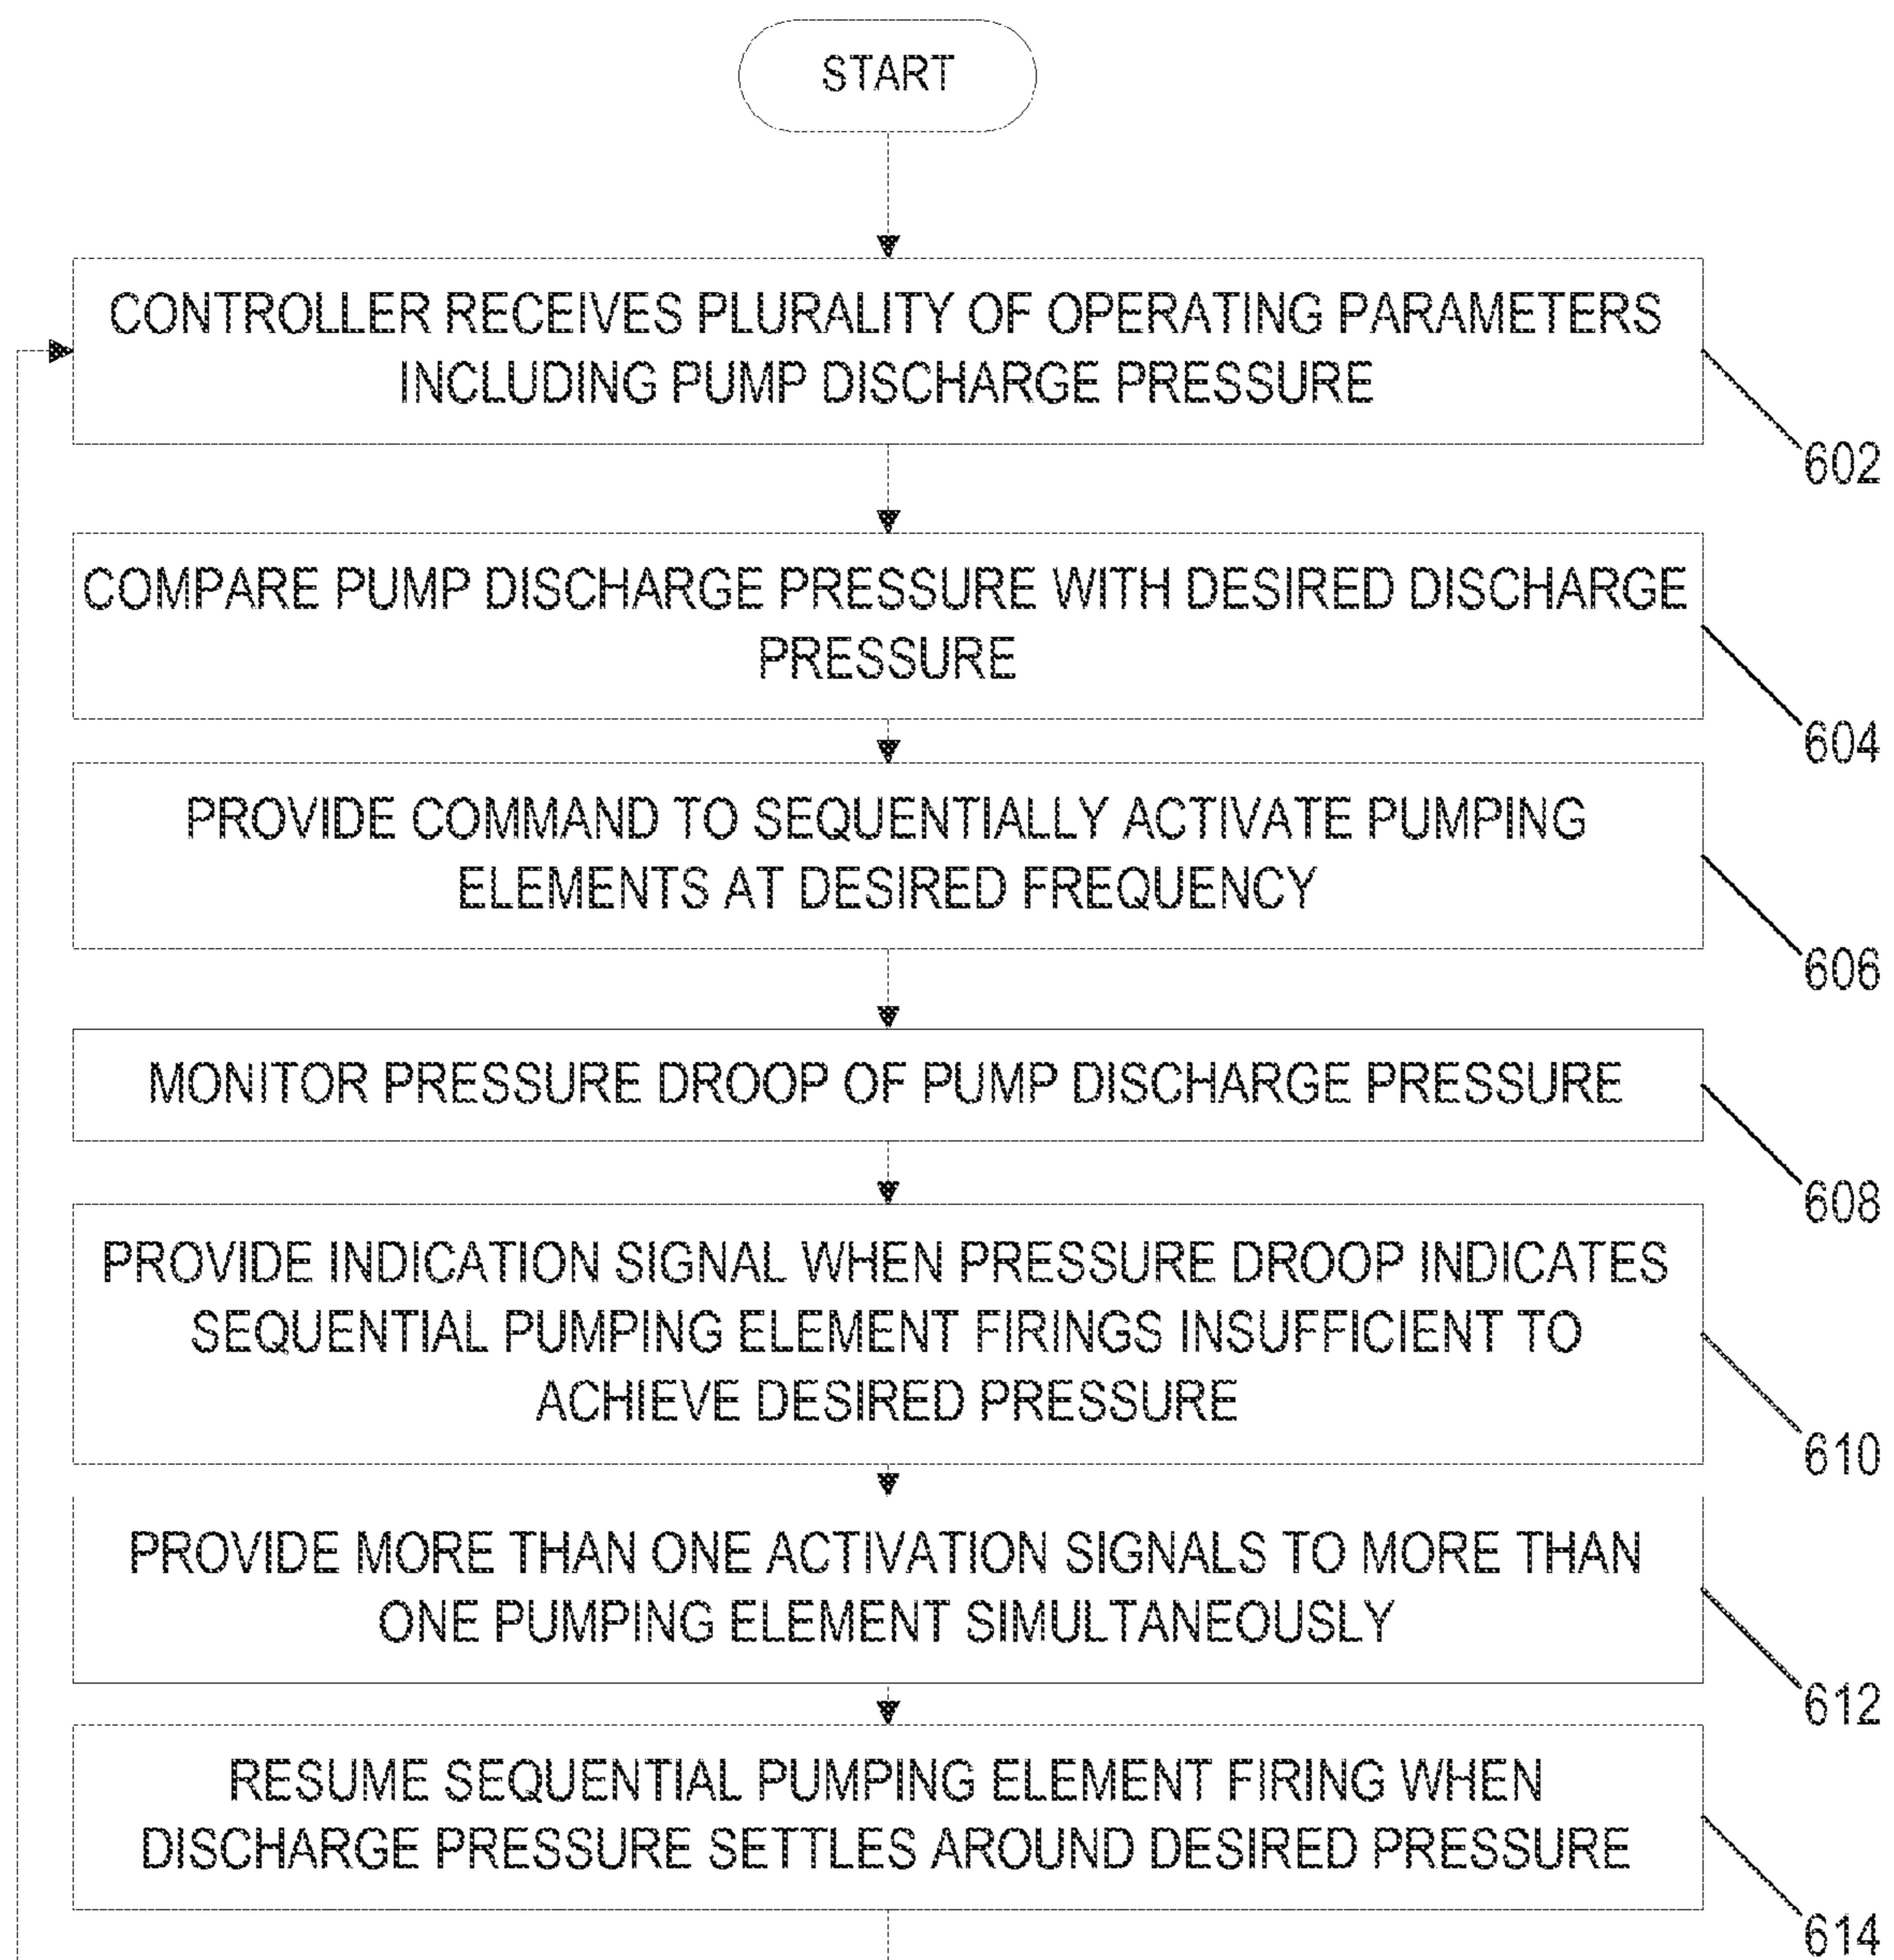 START
CONTROLLER RECEIVES PLURALITY OF OPERATING PARAMETERS
INCLUDING PUMP DISCHARGE PRESSURE
602
COMPARE PUMP DISCHARGE PRESSURE WITH DESIRED DISCHARGE
PRESSURE
604
PROVIDE COMMAND TO SEQUENTIALLY ACTIVATE PUMPING
ELEMENTS AT DESIRED FREQUENCY
606
MONITOR PRESSURE DROOP OF PUMP DISCHARGE PRESSURE
608
PROVIDE INDICATION SIGNAL WHEN PRESSURE DROOP INDICATES
SEQUENTIAL PUMPING ELEMENT FIRINGS INSUFFICIENT TO
ACHIEVE DESIRED PRESSURE
610
PROVIDE MORE THAN ONE ACTIVATION SIGNALS TO MORE THAN
ONE PUMPING ELEMENT SIMULTANEOUSLY
612
RESUME SEQUENTIAL PUMPING ELEMENT FIRING WHEN
DISCHARGE PRESSURE SETTLES AROUND DESIRED PRESSURE
614